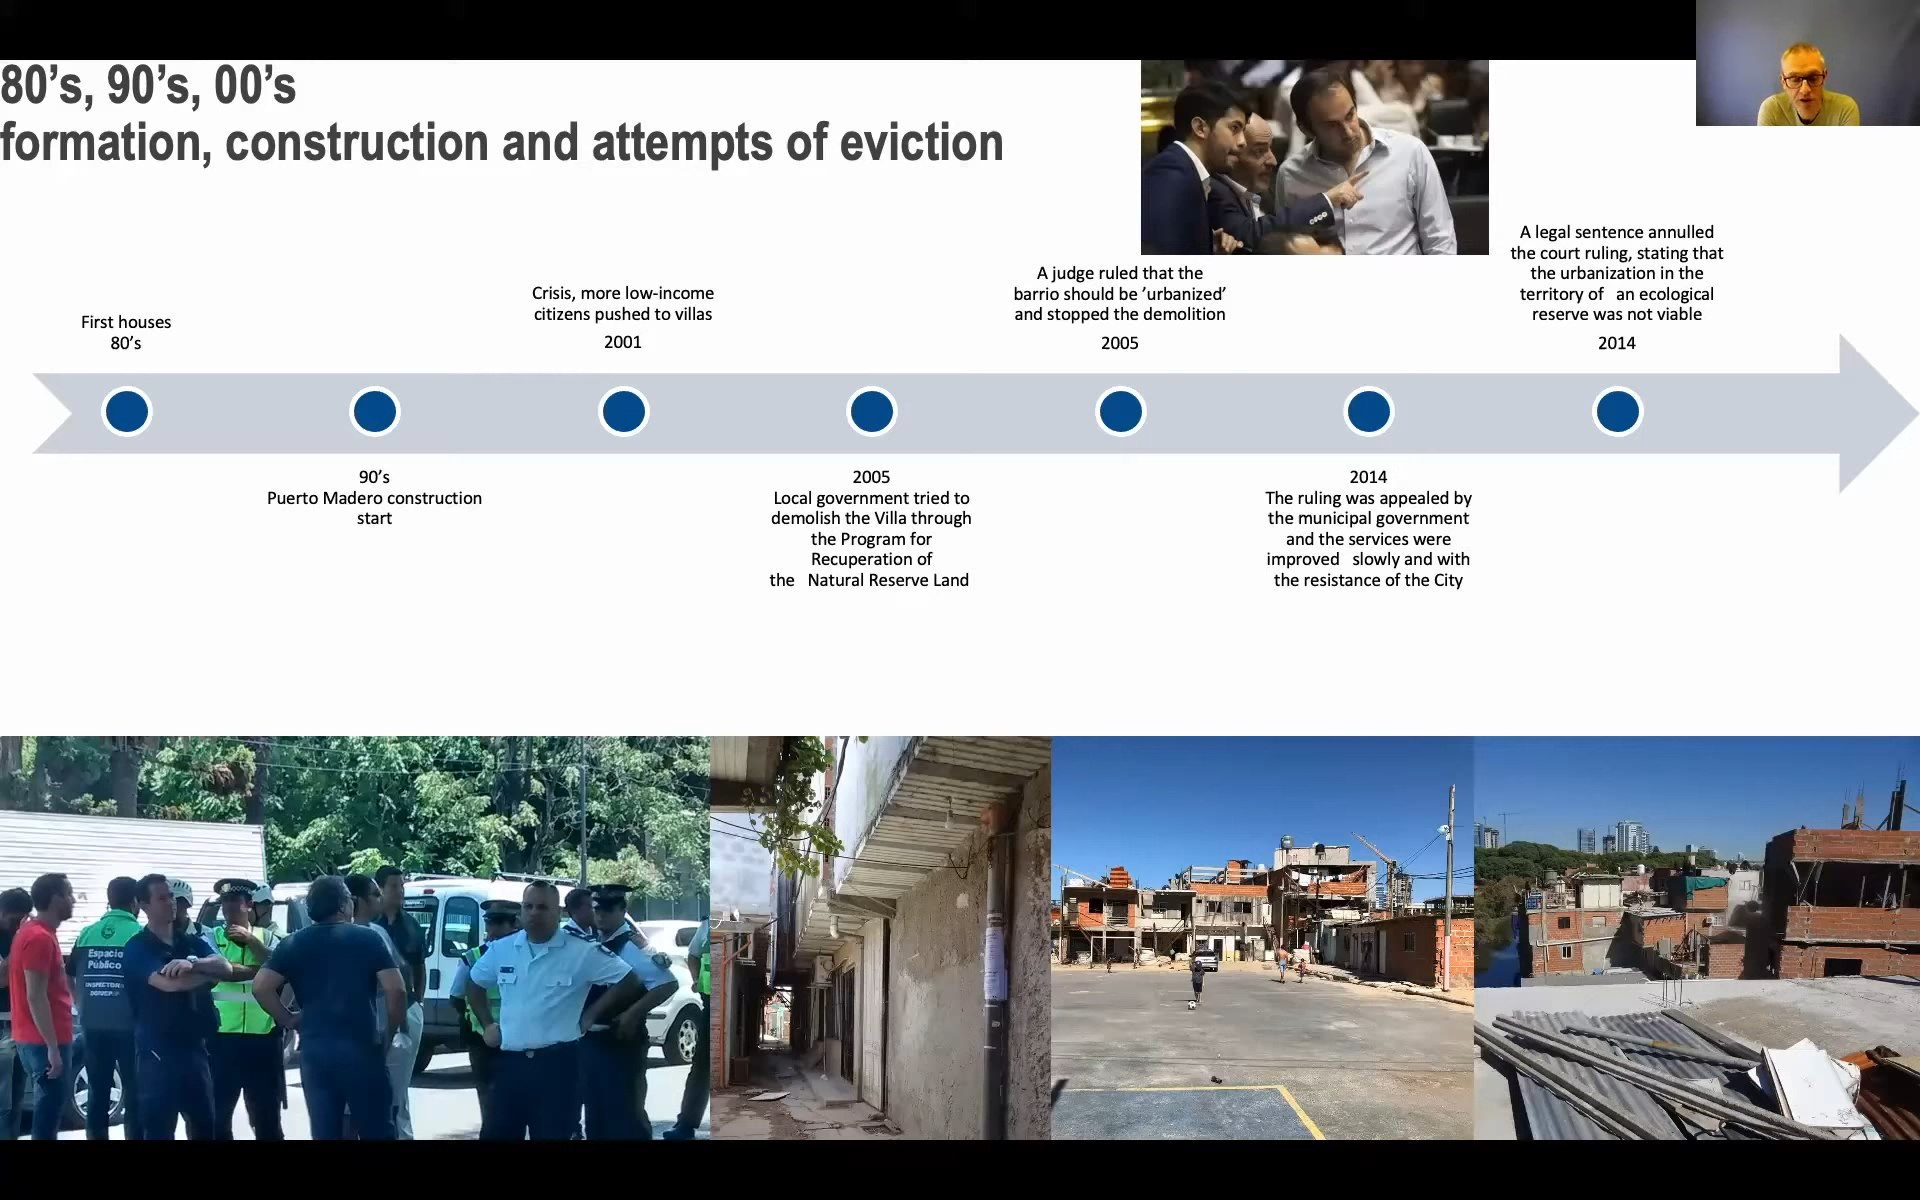 80’s, 90’s, 00’s
formation, construction and attempts of eviction
First houses
80’s
90’s
Puerto Madero construction
start
Crisis, more low-income
citizens pushed to villas
2001
2005
Local government tried to
demolish the Villa through
the Program for
Recuperation of
the Natural Reserve Land
A judge ruled that the
barrio should be ’urbanized’
and stopped the demolition
2005
2014
The ruling was appealed by
the municipal government
and the services were
improved slowly and with
the resistance of the City
A legal sentence annulled
the court ruling, stating that
the urbanization in the
territory of an ecological
reserve was not viable
2014
Espacio
Público